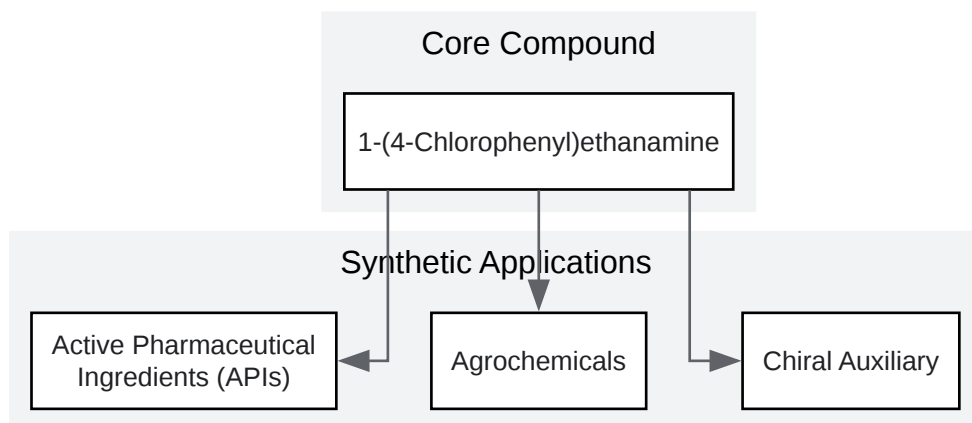 Core Compound
1-(4-Chlorophenyl)ethanamine
Synthetic Applications
Active Pharmaceutical
Ingredients (APIs)
Agrochemicals
Chiral Auxiliary